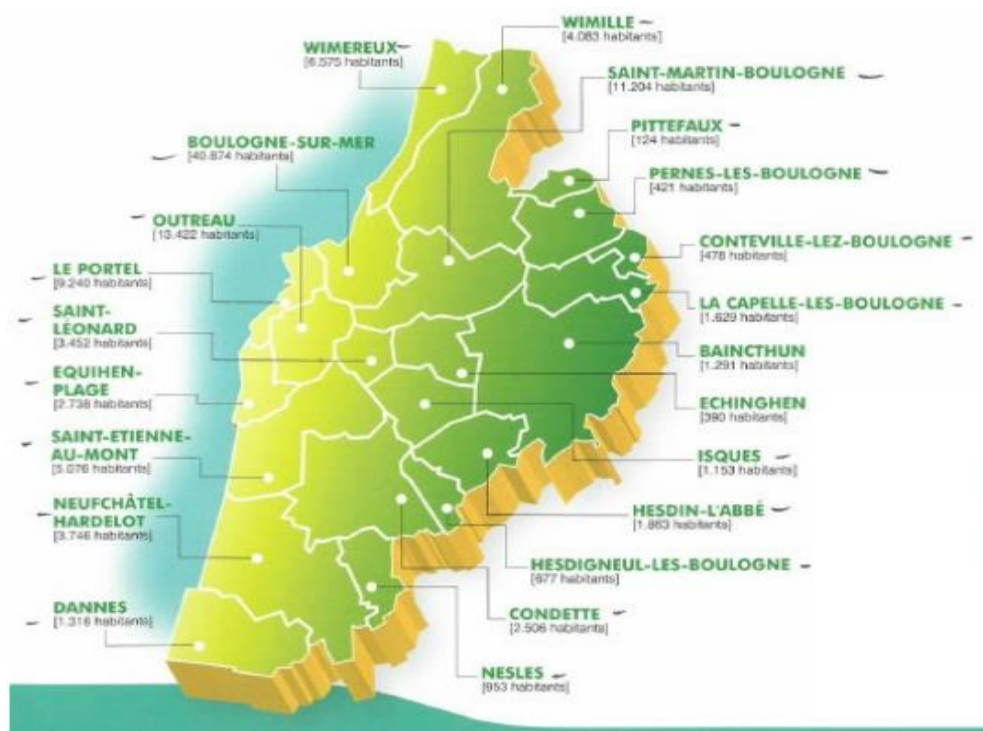 WIMILLE
[4.083 habitants]
WIMEREUX
[6.575 habitants]
SAINT-MARTIN-BOULOGNE
[11.204 habitants]
PITTEFAUX
[124 habitants]
BOULOGNE-SUR-MER
[habitants]
PERNES-LES-BOULOGNE
[421 habitants]
OUTREAU
[13.422 habitants]
CONTEVILLE-LEZ-BOULOGNE
[478 habitants]
LE PORTEL
[9.240 habitants]
LA CAPELLE-LES-BOULOGNE
[1.629 habitants]
SAINT-
LÉONARD
[3.452 habitants]
BAINCTHUN
[1.291 habitants]
EQUIHEN-
PLAGE
[2.738 habitants]
ECHINGHEN
[390 habitants]
SAINT-ETIENNE-
AU-MONT
[5.076 habitants]
ISQUES
[1.153 habitants]
NEUFCHÂTEL-
HARDELOT
[3.746 habitants]
HESDIN-L'ABBÉ
[1.863 habitants]
HESDIGNEUL-LES-BOULOGNE
[677 habitants]
DANNES
[1.316 habitants]
CONDETTE
[2.506 habitants]
NESLES
[953 habitants]